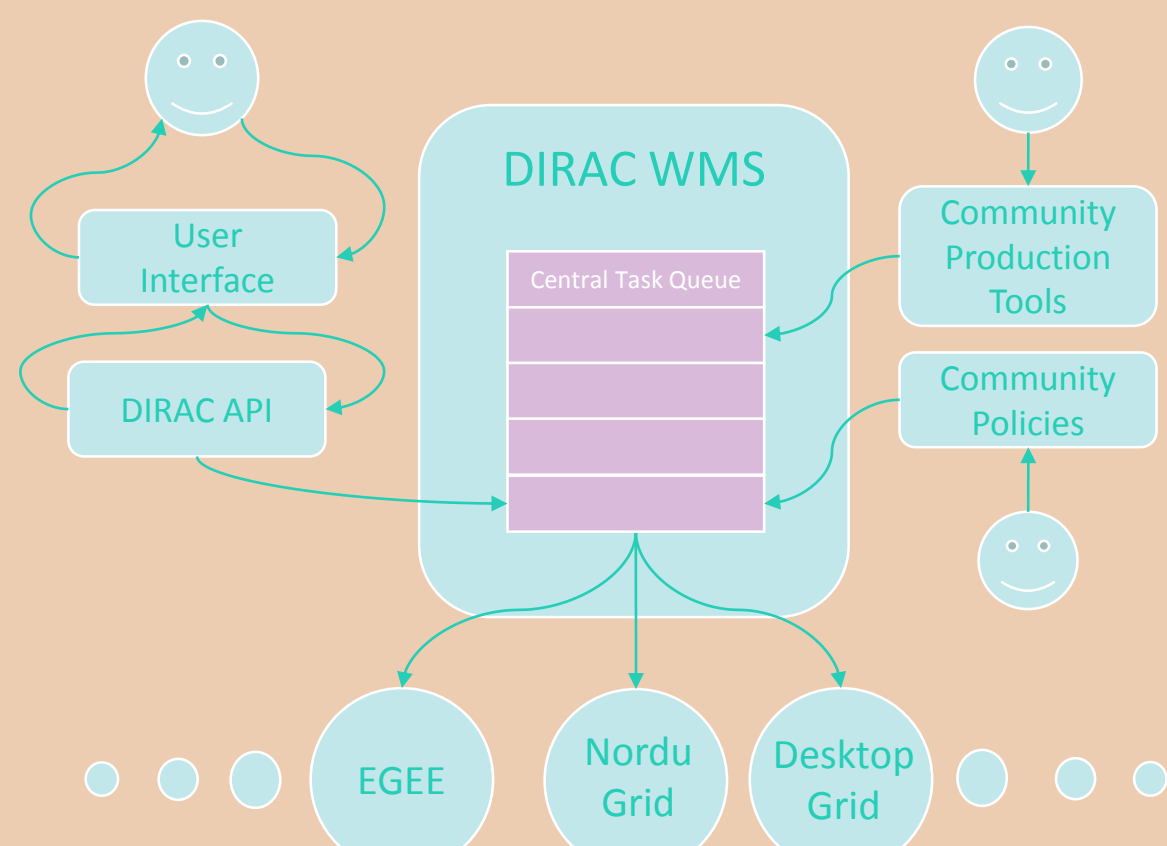 DIRAC WMS
Central Task Queue
User
Interface
DIRAC API
Community
Production
Tools
Community
Policies
EGEE
Nordu
Grid
Desktop
Grid